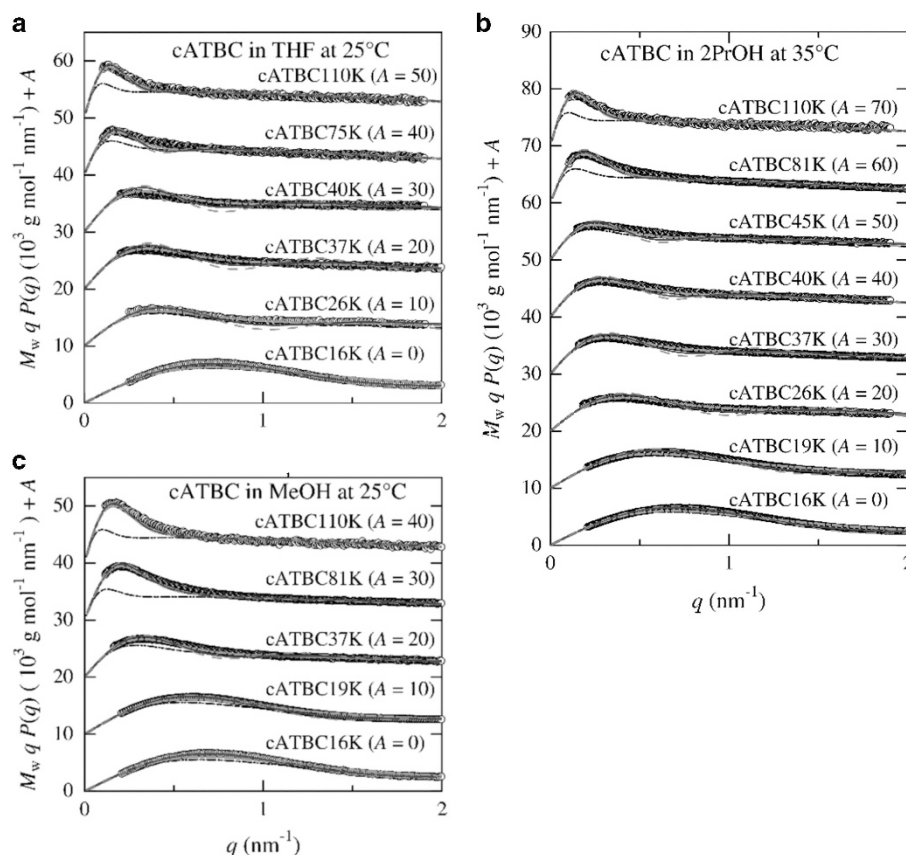 a
cATBC in THF at 25°C
cATBC110K (A = 50)
cATBC75K (A = 40)
cATBC40K (A = 30)
cATBC37K (A = 20)
cATBC26K (A = 10)
cATBC16K (A = 0)
60
50
40
30
20
10
0
0
1
2
M_w q P(q) (10³ g mol⁻¹ nm⁻¹) + A
b
cATBC in 2PrOH at 35°C
cATBC110K (A = 70)
cATBC81K (A = 60)
cATBC45K (A = 50)
cATBC40K (A = 40)
cATBC37K (A = 30)
cATBC26K (A = 20)
cATBC19K (A = 10)
cATBC16K (A = 0)
90
80
70
60
50
40
30
20
10
0
0
1
2
M_w q P(q) (10³ g mol⁻¹ nm⁻¹) + A
q (nm⁻¹)
c
cATBC in MeOH at 25°C
cATBC110K (A = 40)
cATBC81K (A = 30)
cATBC37K (A = 20)
cATBC19K (A = 10)
cATBC16K (A = 0)
50
40
30
20
10
0
0
1
2
M_w q P(q) ( 10³ g mol⁻¹ nm⁻¹) + A
q (nm⁻¹)